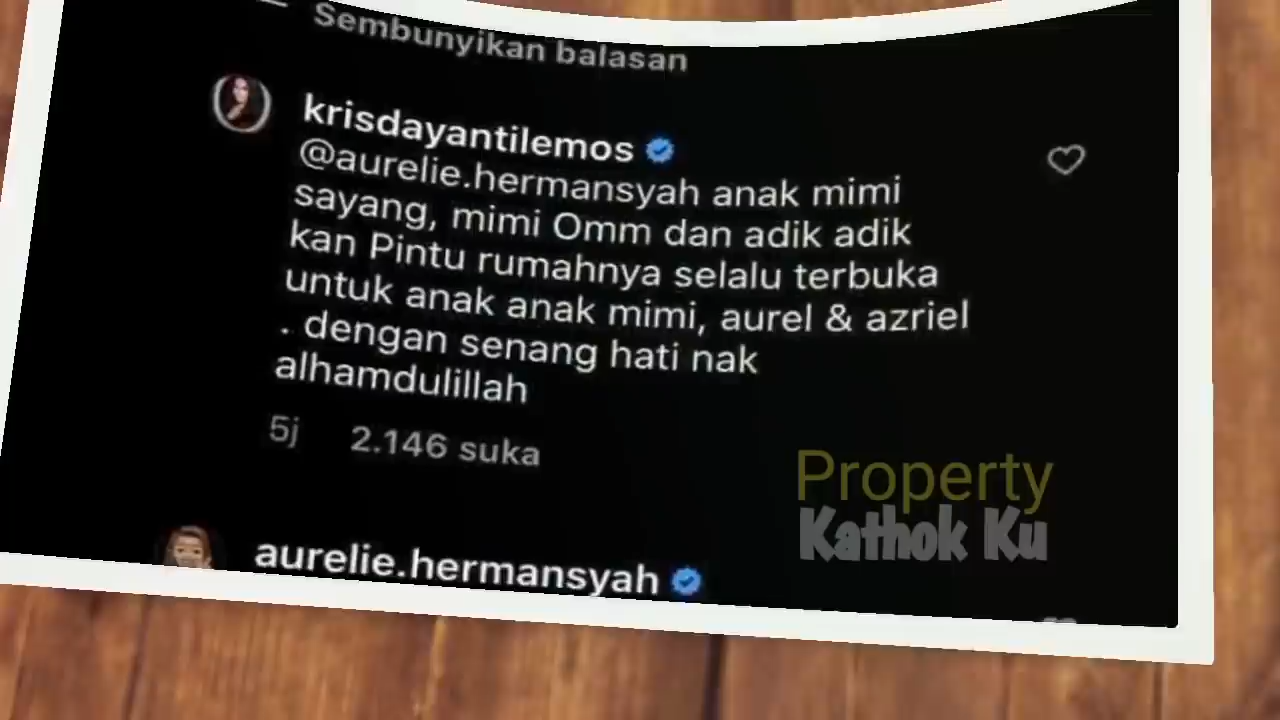 Sembunyikan balasan
krisdayantilemos
@aurelie.hermansyah anak mimi
sayang, mimi Omm dan adik adik
kan Pintu rumahnya selalu terbuka
untuk anak anak mimi, aurel & azriel
. dengan senang hati nak
alhamdulillah
5j 2.146 suka
Property
Kathok Ku
aurelie.hermansyah